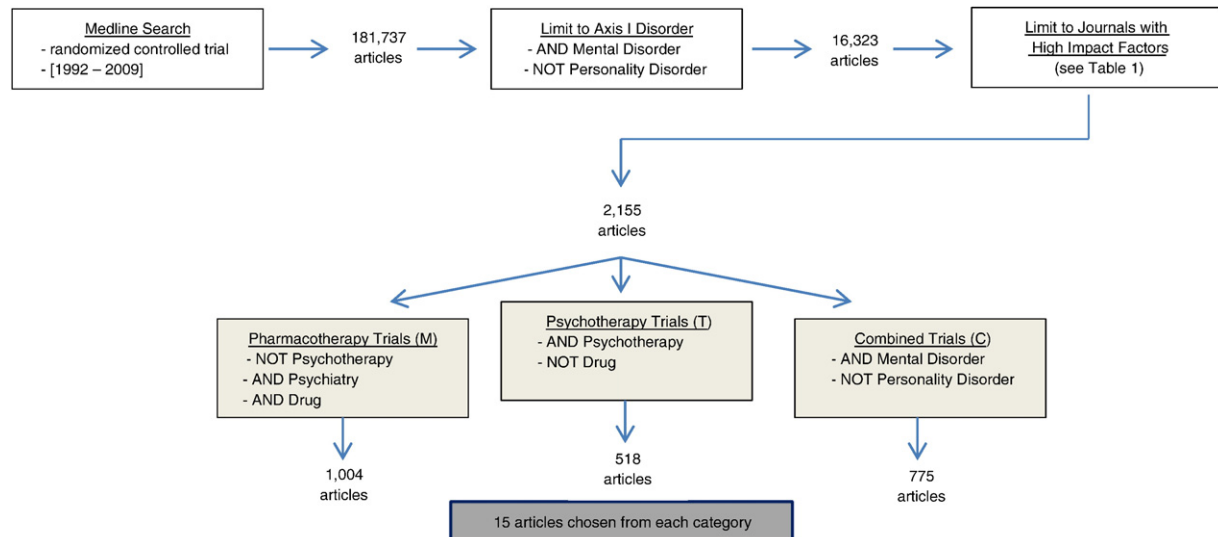 Medline Search
- randomized controlled trial
- [1992 – 2009]
181,737
articles
Limit to Axis I Disorder
- AND Mental Disorder
- NOT Personality Disorder
16,323
articles
Limit to Journals with
High Impact Factors
(see Table 1)
2,155
articles
Pharmacotherapy Trials (M)
- NOT Psychotherapy
- AND Psychiatry
- AND Drug
Psychotherapy Trials (T)
- AND Psychotherapy
- NOT Drug
Combined Trials (C)
- AND Mental Disorder
- NOT Personality Disorder
1,004
articles
518
articles
775
articles
15 articles chosen from each category